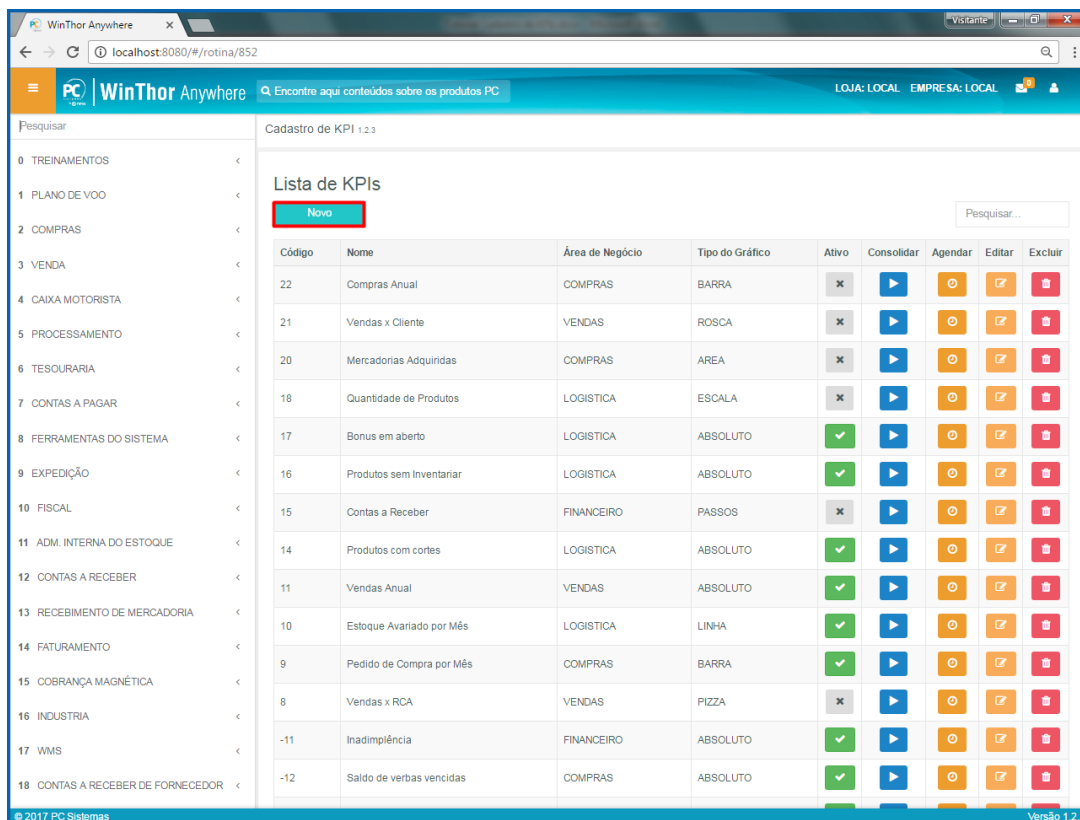 WinThor Anywhere
Visitante
localhost:8080/#/rotina/852
PC WinThor Anywhere Encontre aqui conteúdos sobre os produtos PC LOJA: LOCAL EMPRESA: LOCAL 0
Pesquisar
0 TREINAMENTOS
1 PLANO DE VOO
2 COMPRAS
3 VENDA
4 CAIXA MOTORISTA
5 PROCESSAMENTO
6 TESOURARIA
7 CONTAS A PAGAR
8 FERRAMENTAS DO SISTEMA
9 EXPEDIÇÃO
10 FISCAL
11 ADM. INTERNA DO ESTOQUE
12 CONTAS A RECEBER
13 RECEBIMENTO DE MERCADORIA
14 FATURAMENTO
15 COBRANÇA MAGNÉTICA
16 INDUSTRIA
17 WMS
18 CONTAS A RECEBER DE FORNECEDOR
Cadastro de KPI 1.2.3
Lista de KPIs
Novo
Pesquisar...
Código Nome Área de Negócio Tipo do Gráfico Ativo Consolidar Agendar Editar Excluir
22 Compras Anual COMPRAS BARRA
21 Vendas x Cliente VENDAS ROSCA
20 Mercadorias Adquiridas COMPRAS AREA
18 Quantidade de Produtos LOGISTICA ESCALA
17 Bonus em aberto LOGISTICA ABSOLUTO
16 Produtos sem Inventariar LOGISTICA ABSOLUTO
15 Contas a Receber FINANCEIRO PASSOS
14 Produtos com cortes LOGISTICA ABSOLUTO
11 Vendas Anual VENDAS ABSOLUTO
10 Estoque Avariado por Mês LOGISTICA LINHA
9 Pedido de Compra por Mês COMPRAS BARRA
8 Vendas x RCA VENDAS PIZZA
-11 Inadimplência FINANCEIRO ABSOLUTO
-12 Saldo de verbas vencidas COMPRAS ABSOLUTO
© 2017 PC Sistemas Versão 1.2